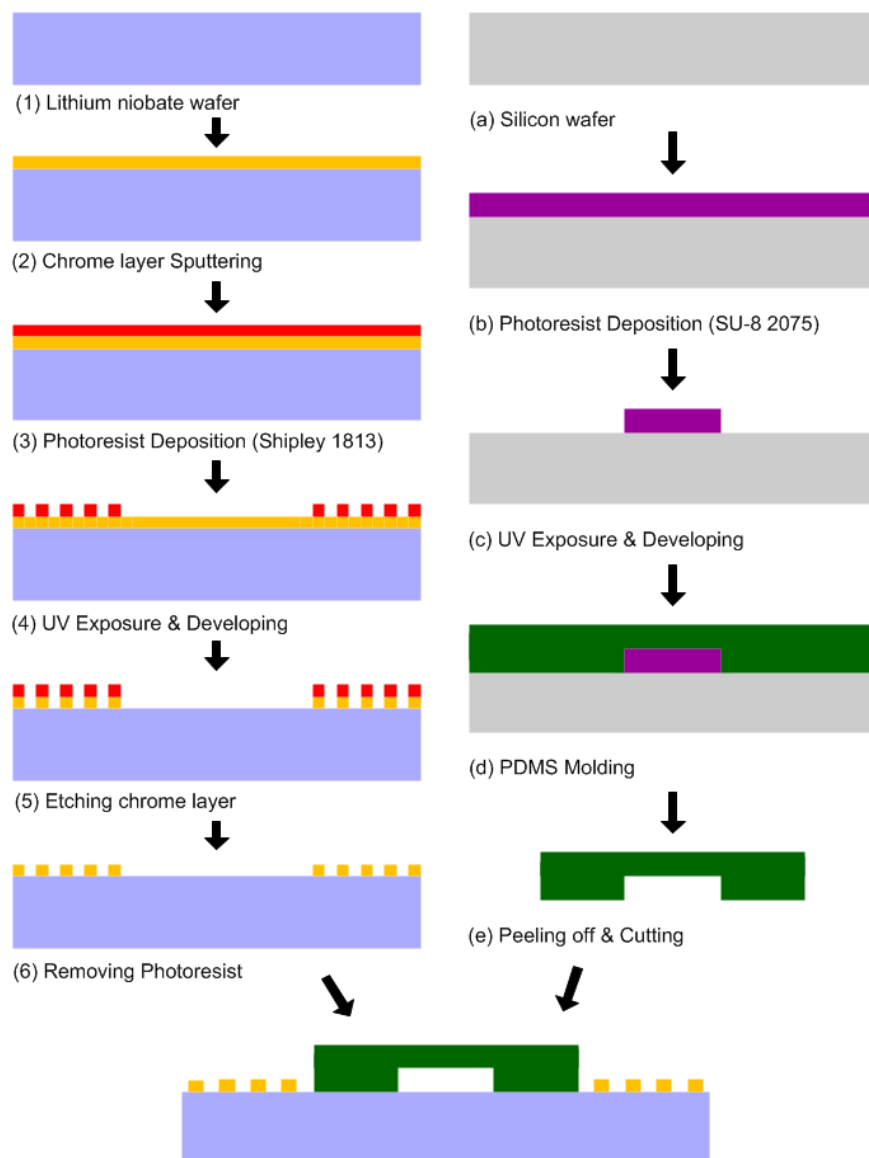 (1) Lithium niobate wafer
(2) Chrome layer Sputtering
(3) Photoresist Deposition (Shipley 1813)
(4) UV Exposure & Developing
(5) Etching chrome layer
(6) Removing Photoresist
(a) Silicon wafer
(b) Photoresist Deposition (SU-8 2075)
(c) UV Exposure & Developing
(d) PDMS Molding
(e) Peeling off & Cutting